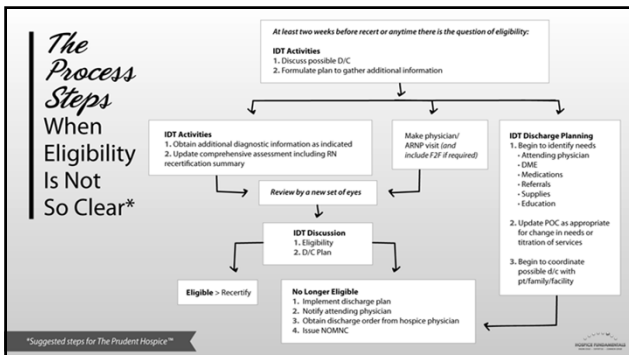 The
Process
Steps
When
Eligibility
Is Not
So Clear*
At least two weeks before recert or anytime there is the question of eligibility:
IDT Activities
1. Discuss possible D/C
2. Formulate plan to gather additional information
IDT Activities
1. Obtain additional diagnostic information as indicated
2. Update comprehensive assessment including RN
recertification summary
Make physician/
ARNP visit (and
include F2F if required)
IDT Discharge Planning
1. Begin to identify needs
• Attending physician
• DME
• Medications
• Referrals
• Supplies
• Education
2. Update POC as appropriate
for change in needs or
titration of services
3. Begin to coordinate
possible d/c with
pt/family/facility
Review by a new set of eyes
IDT Discussion
1. Eligibility
2. D/C Plan
Eligible > Recertify
No Longer Eligible
1. Implement discharge plan
2. Notify attending physician
3. Obtain discharge order from hospice physician
4. Issue NOMNC
*Suggested steps for The Prudent Hospice™
HOSPICE FUNDAMENTALS